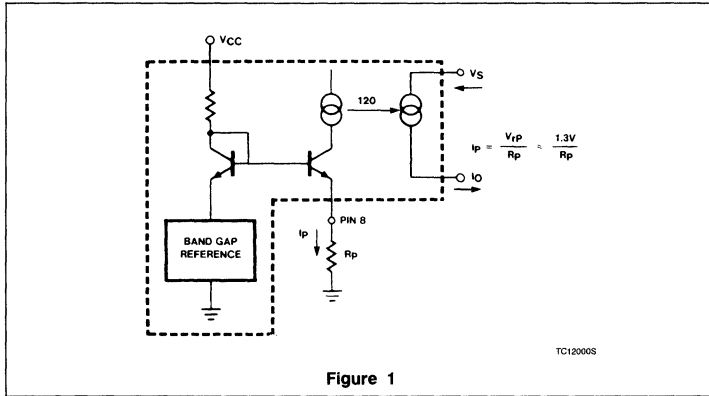 VCC
VS
120
IP = VrP / RP ≈ 1.3V / RP
IO
PIN 8
IP
RP
BAND GAP
REFERENCE
TC12000S
Figure 1